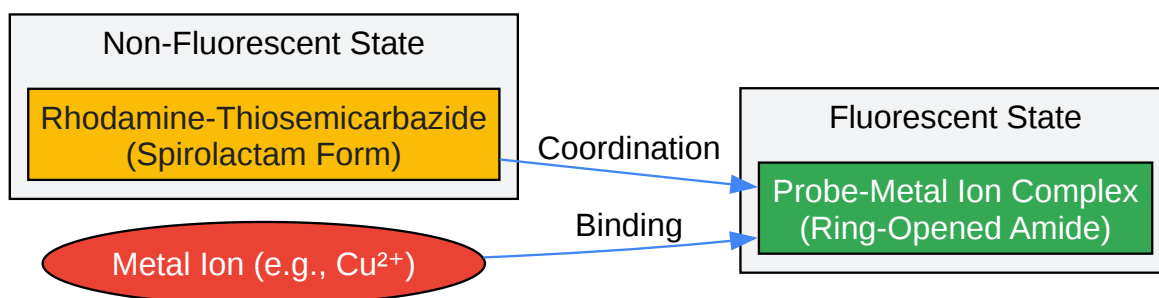 Non-Fluorescent State
Rhodamine-Thiosemicarbazide
(Spirolactam Form)
Metal Ion (e.g., Cu²⁺)
Coordination
Binding
Fluorescent State
Probe-Metal Ion Complex
(Ring-Opened Amide)